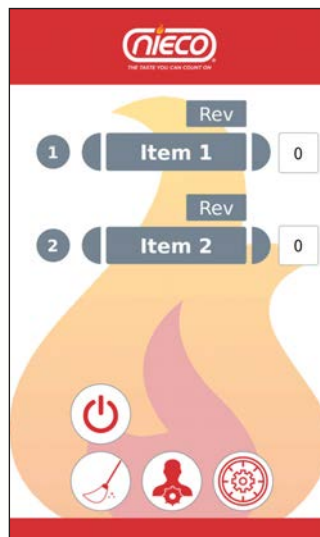 nieco
THE TASTE YOU CAN COUNT ON
Rev
1 Item 1 0
Rev
2 Item 2 0